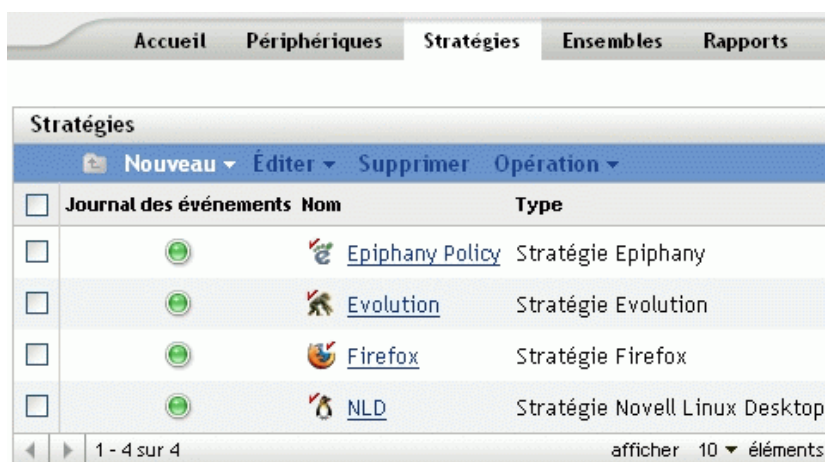 Accueil Périphériques Stratégies Ensembles Rapports
Stratégies
Nouveau Éditer Supprimer Opération
Journal des événements Nom Type
Epiphany Policy Stratégie Epiphany
Evolution Stratégie Evolution
Firefox Stratégie Firefox
NLD Stratégie Novell Linux Desktop
1 - 4 sur 4 afficher 10 éléments